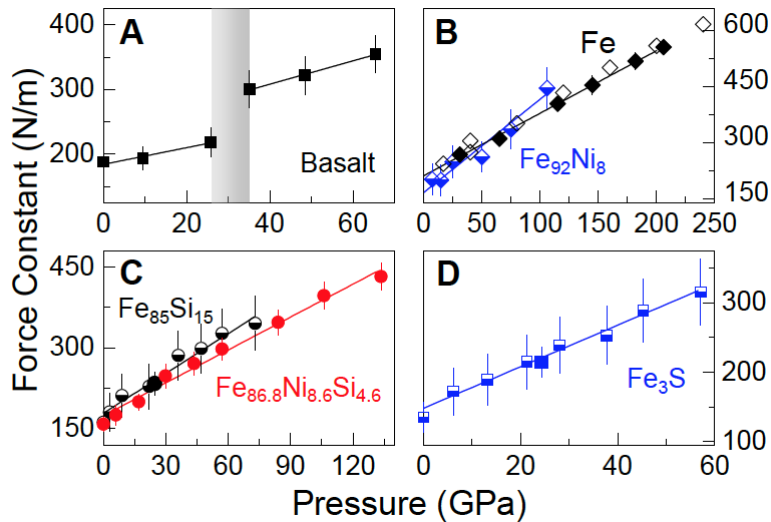 Force Constant (N/m)
A
400
300
200
0 20 40 60
Basalt
B
Fe
Fe92Ni8
600
450
300
150
0 50 100 150 200
C
450
300
150
Fe85Si15
Fe86.8Ni8.6Si4.6
0 30 60 90 120
D
300
200
100
Fe3S
0 20 40 60
Pressure (GPa)